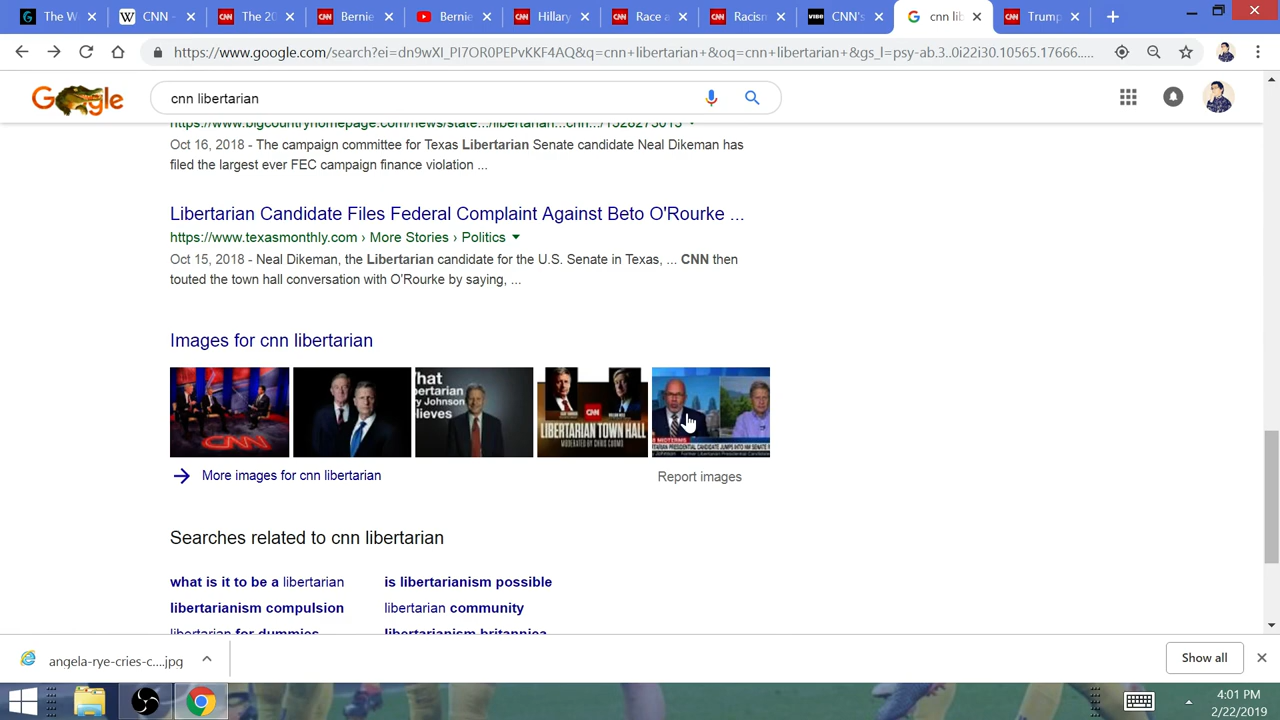 The W
CNN -
The 20
Bernie
Bernie
Hillary
Race a
Racism
VIBE CNN's
cnn lib
Trump
https://www.google.com/search?ei=dn9wXI_PI7OR0PEPvKKF4AQ&q=cnn+libertarian+&oq=cnn+libertarian+&gs_l=psy-ab.3..0i22i30.10565.17666....
Google
cnn libertarian
https://www.bigcountryhomepage.com/news/state.../libertarian...cnn.../1528273015
Oct 16, 2018 - The campaign committee for Texas Libertarian Senate candidate Neal Dikeman has
filed the largest ever FEC campaign finance violation ...
Libertarian Candidate Files Federal Complaint Against Beto O'Rourke ...
https://www.texasmonthly.com › More Stories › Politics
Oct 15, 2018 - Neal Dikeman, the Libertarian candidate for the U.S. Senate in Texas, ... CNN then
touted the town hall conversation with O'Rourke by saying, ...
Images for cnn libertarian
CNN
CNN
LIBERTARIAN TOWN HALL
MODERATED BY CHRIS CUOMO
More images for cnn libertarian
Report images
Searches related to cnn libertarian
what is it to be a libertarian
is libertarianism possible
libertarianism compulsion
libertarian community
libertarian for dummies
libertarianism britannica
angela-rye-cries-c....jpg
Show all
4:01 PM
2/22/2019